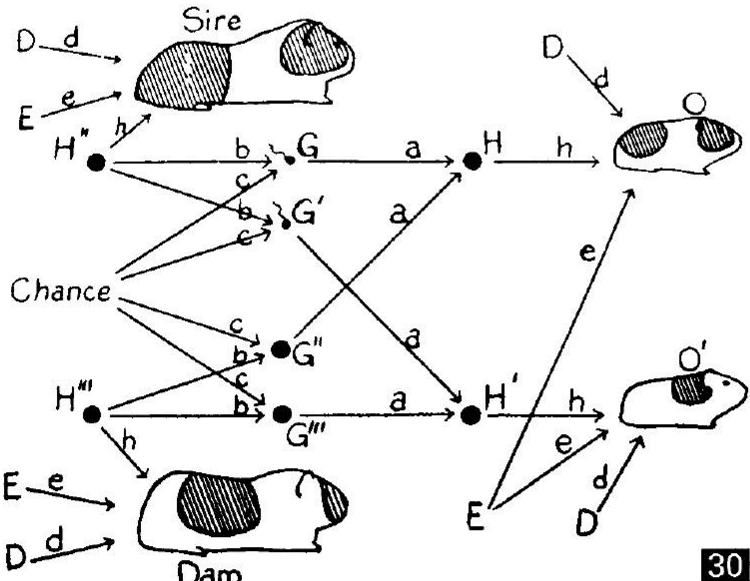 Sire
D d
E e
h
H" b G a H h O
D d
c
b G'
c
a
e
Chance
c
G"
b
c
a
H''' b G''' a H' h O'
h
e
E e
D d
E
d
D
Dam
30